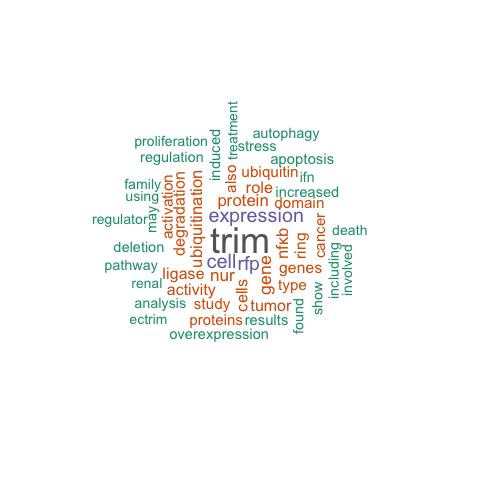 treatment
induced
autophagy
proliferation
stress
regulation
apoptosis
also
ubiquitin
ifn
family
activation
degradation
ubiquitination
role
increased
using
protein
domain
may
expression
regulator
trim
nfkb
ring
cancer
death
deletion
cell
rfp
including
involved
pathway
ligase
nur
gene
genes
renal
activity
cells
type
show
analysis
study
tumor
found
ectrim
proteins
results
overexpression